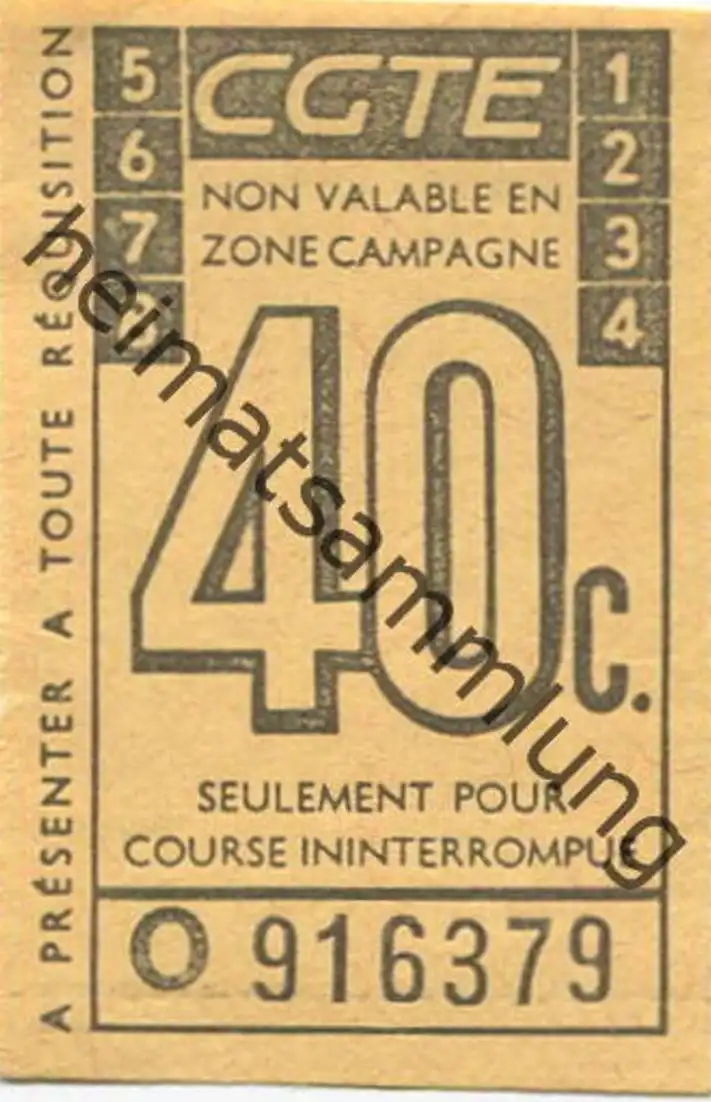 CGTE
5
6
7
8
1
2
3
4
NON VALABLE EN
ZONE CAMPAGNE
40 C.
SEULEMENT POUR
COURSE ININTERROMPUE
O 916379
A PRÉSENTER A TOUTE RÉQUISITION
heimatsammlung